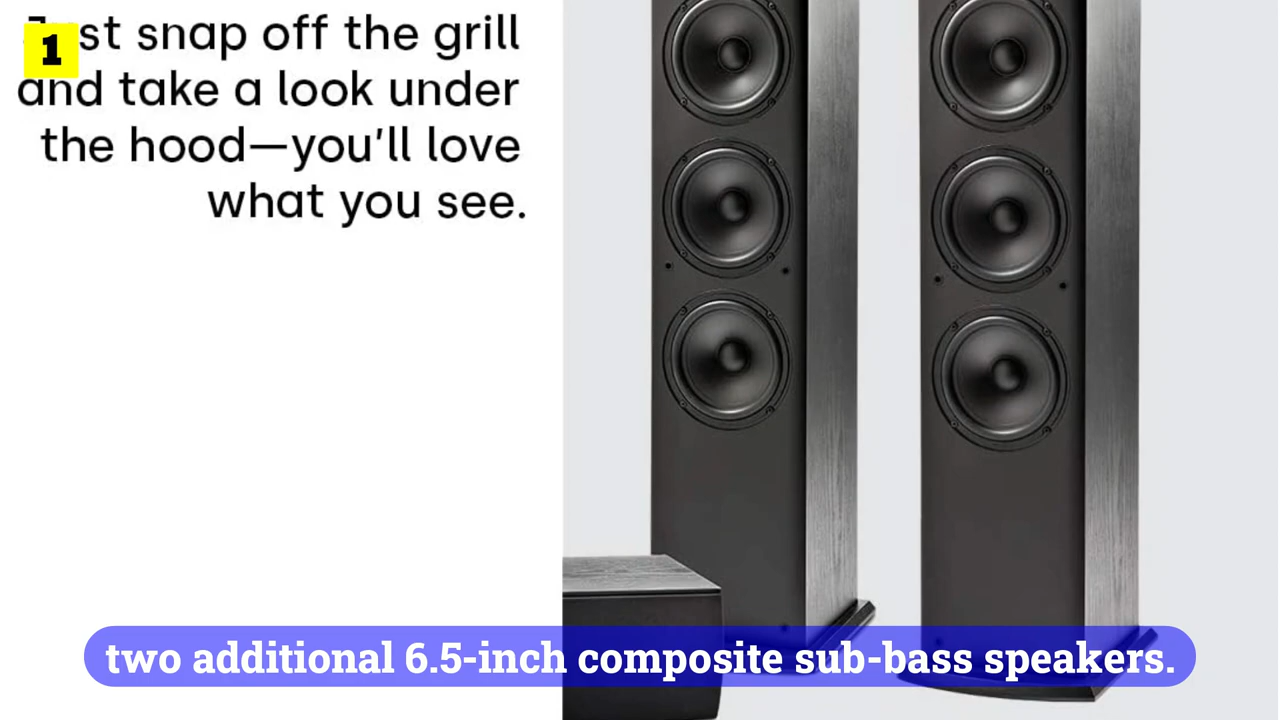 1
st snap off the grill
and take a look under
the hood—you'll love
what you see.
two additional 6.5-inch composite sub-bass speakers.